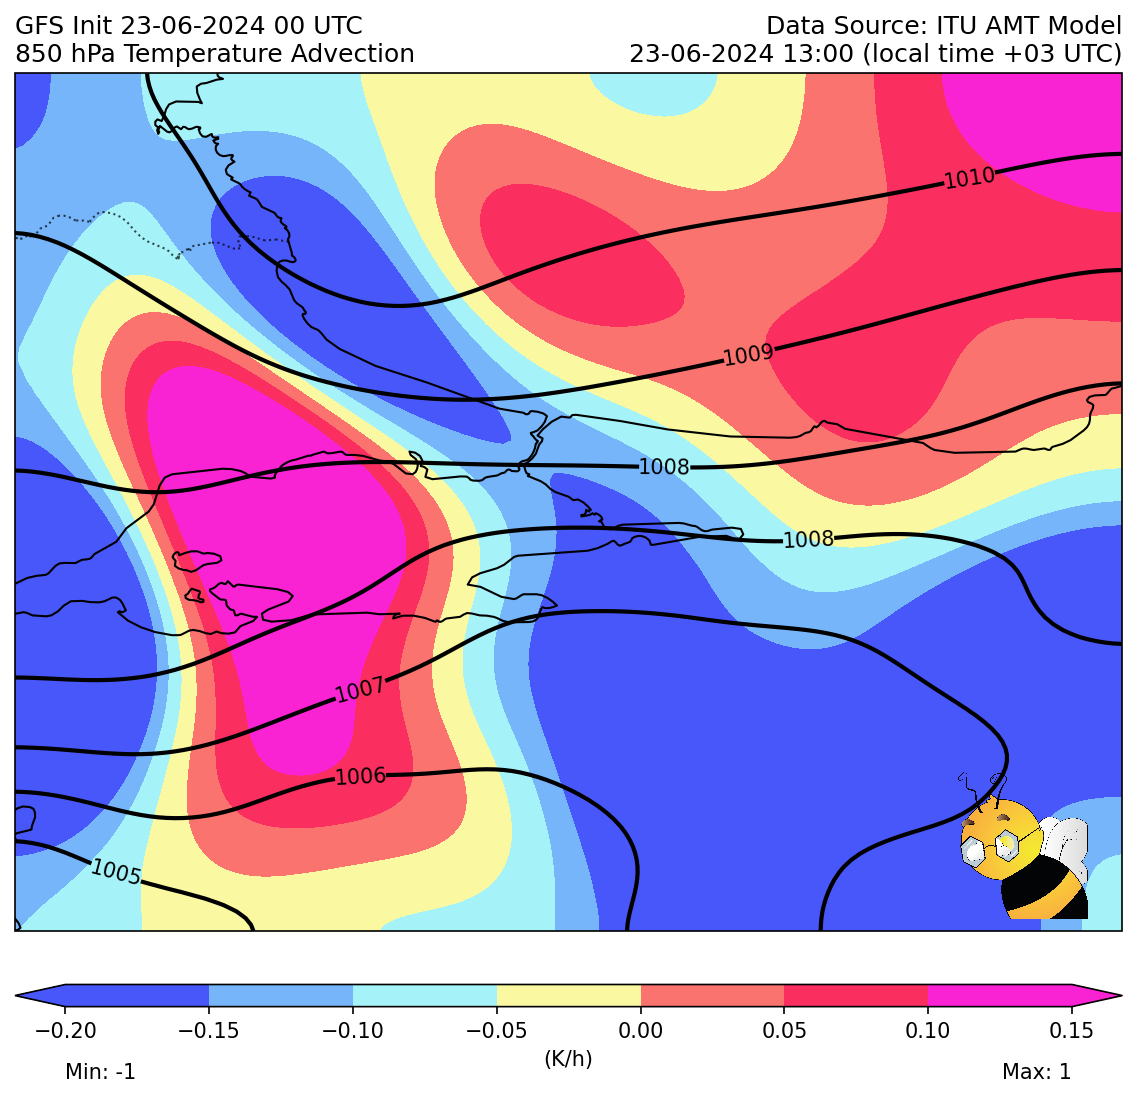 GFS Init 23-06-2024 00 UTC
Data Source: ITU AMT Model
850 hPa Temperature Advection
23-06-2024 13:00 (local time +03 UTC)
1010
1009
1008
1008
1007
1006
1005
−0.20 −0.15 −0.10 −0.05 0.00 0.05 0.10 0.15
(K/h)
Min: -1
Max: 1